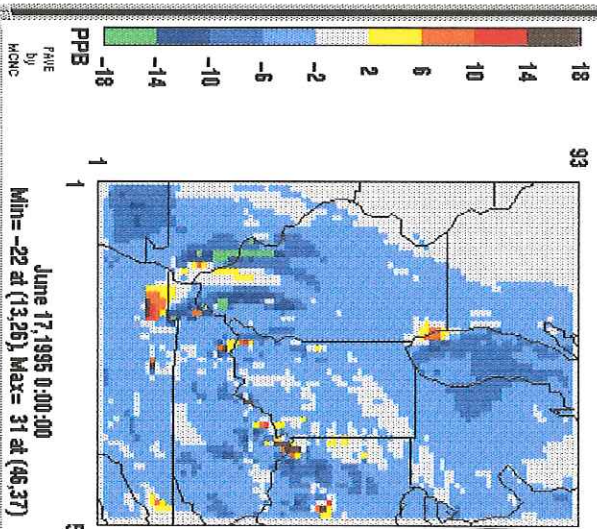 18
14
10
6
2
-2
-6
-10
-14
-18
PPB
PAVE
by
MCNC
93
1
1
June 17,1995 0:00:00
Min= -22 at (13,26), Max= 31 at (46,37)